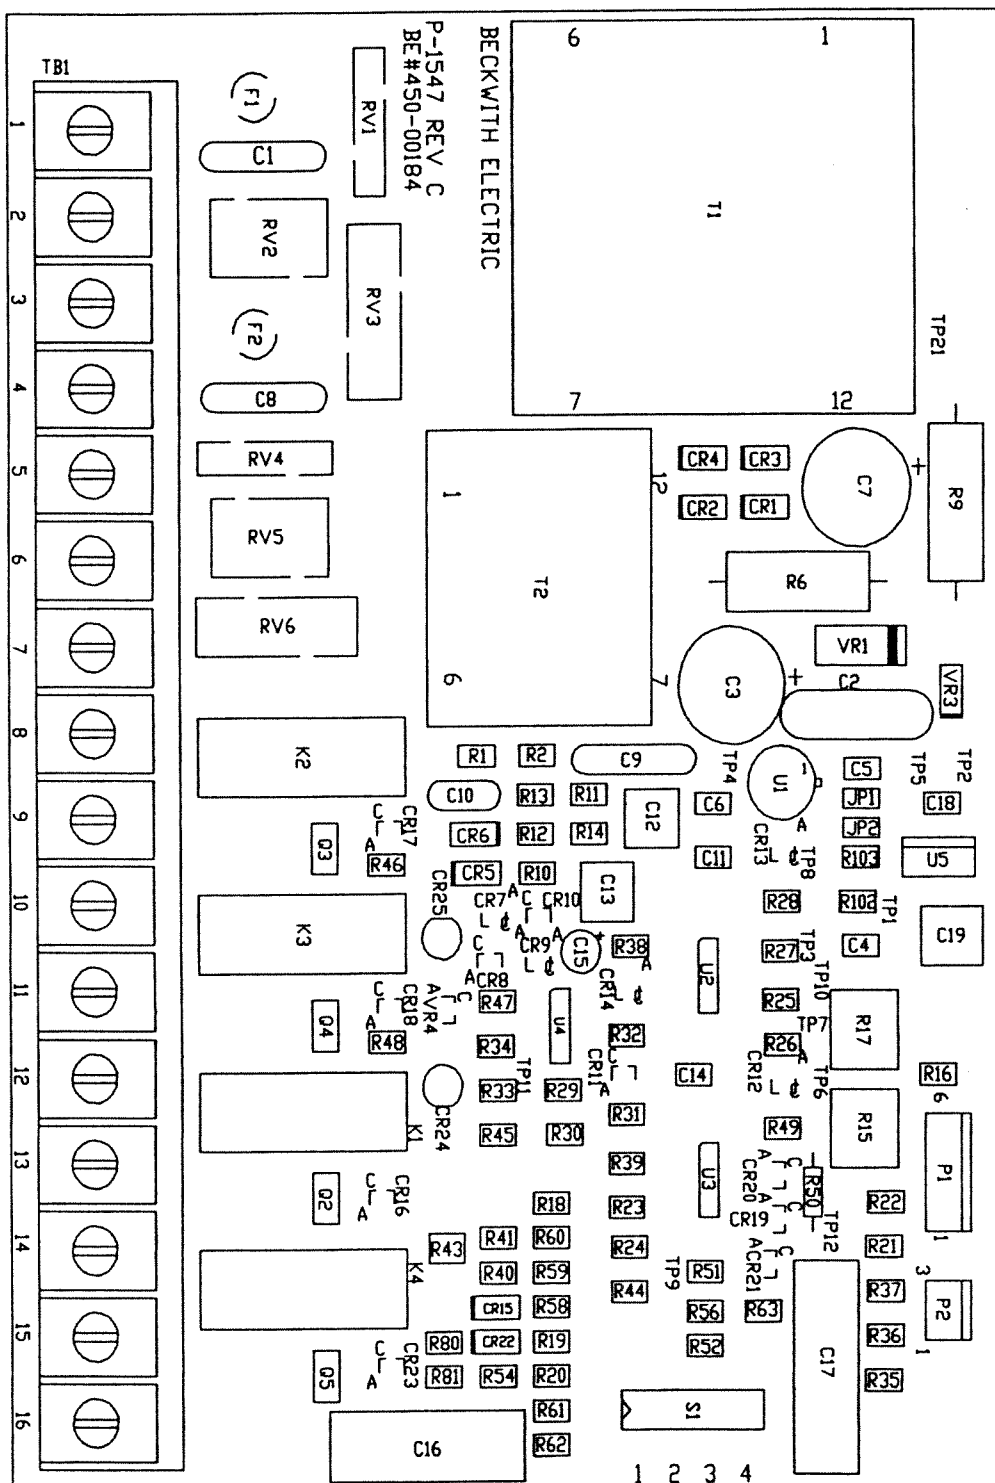 TB1
1
2
3
4
5
6
7
8
9
10
11
12
13
14
15
16
P-1547 REV C
BE#450-00184
BECKWITH ELECTRIC
F1
C1
RV1
RV2
RV3
F2
C8
RV4
RV5
RV6
6
1
T1
7
12
TP21
1
12
T2
6
7
CR4
CR3
CR2
CR1
C7
+
R9
R6
VR1
C3
+
C2
VR3
K2
R1
R2
C9
TP4
U1
1
C5
TP5
TP2
C10
R13
R11
C12
C6
JP1
C18
Q3
C
CR17
A
R46
CR6
R12
R14
C11
CR13
A
TP8
JP2
R103
U5
CR5
R10
C13
R28
R102
TP1
C19
K3
CR25
CR7
A
C
CR10
A
CR9
C15
+
R38
A
U2
R27
TP3
C4
C
CR8
A
CR14
TP10
Q4
C
CR18
A
R48
A
VR4
C
R47
U4
R32
R25
TP7
R17
R34
TP11
CR11
C
A
C14
R26
A
CR12
TP6
R16
K1
CR24
R33
R29
R31
R15
6
P1
1
R45
R30
R49
Q2
C
CR16
A
R39
U3
A
C
CR20
R50
R22
R18
R23
A
C
CR19
TP12
K4
R43
R41
R60
R24
TP9
A
C
CR21
R21
R40
R59
R44
R51
R37
3
P2
1
CR15
R58
R56
R63
R36
C17
Q5
C
CR23
A
R80
CR22
R19
R52
R81
R54
R20
R35
C16
R61
R62
S1
1 2 3 4